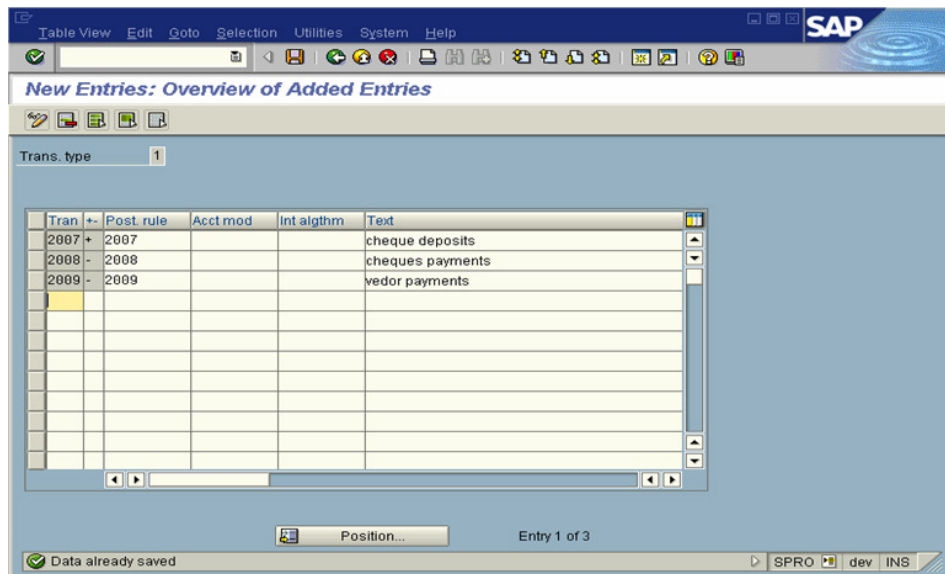 Table View Edit Goto Selection Utilities System Help
SAP
New Entries: Overview of Added Entries
Trans. type 1
Tran +- Post. rule Acct mod Int algthm Text
2007 + 2007 cheque deposits
2008 - 2008 cheques payments
2009 - 2009 vedor payments
Position... Entry 1 of 3
Data already saved SPRO dev INS